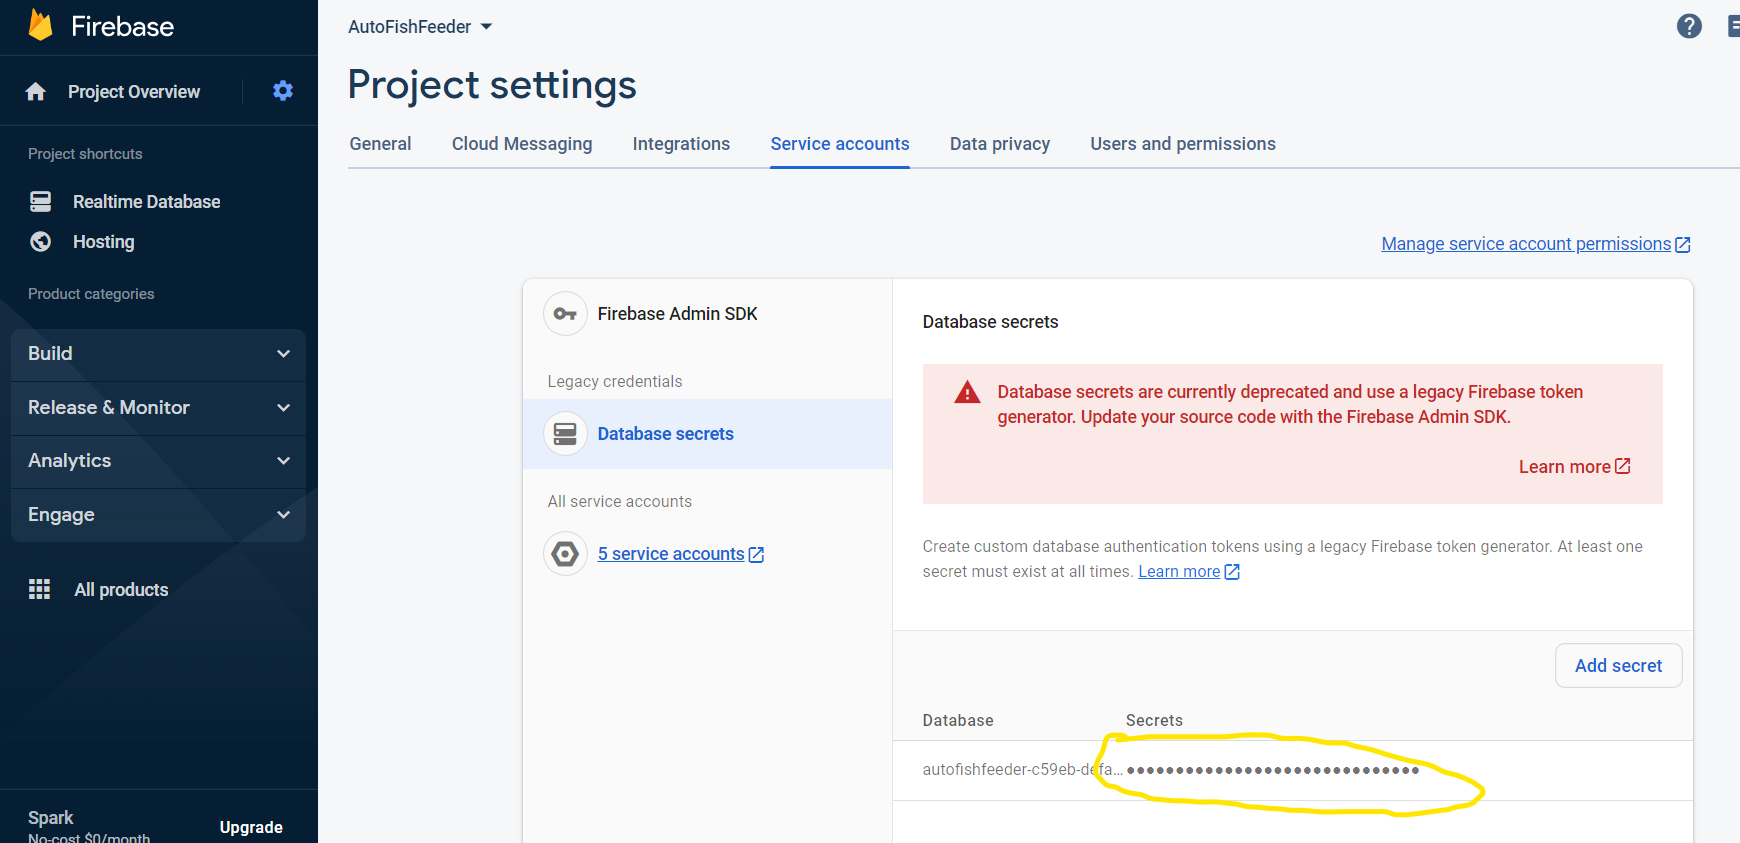 Firebase
AutoFishFeeder
Project Overview
Project settings
General Cloud Messaging Integrations Service accounts Data privacy Users and permissions
Project shortcuts
Realtime Database
Hosting
Product categories
Build
Release & Monitor
Analytics
Engage
All products
Spark
No-cost $0/month
Upgrade
Manage service account permissions
Firebase Admin SDK
Legacy credentials
Database secrets
All service accounts
5 service accounts
Database secrets
Database secrets are currently deprecated and use a legacy Firebase token
generator. Update your source code with the Firebase Admin SDK.
Learn more
Create custom database authentication tokens using a legacy Firebase token generator. At least one
secret must exist at all times. Learn more
Add secret
Database Secrets
autofishfeeder-c59eb-defa... ••••••••••••••••••••••••••••••